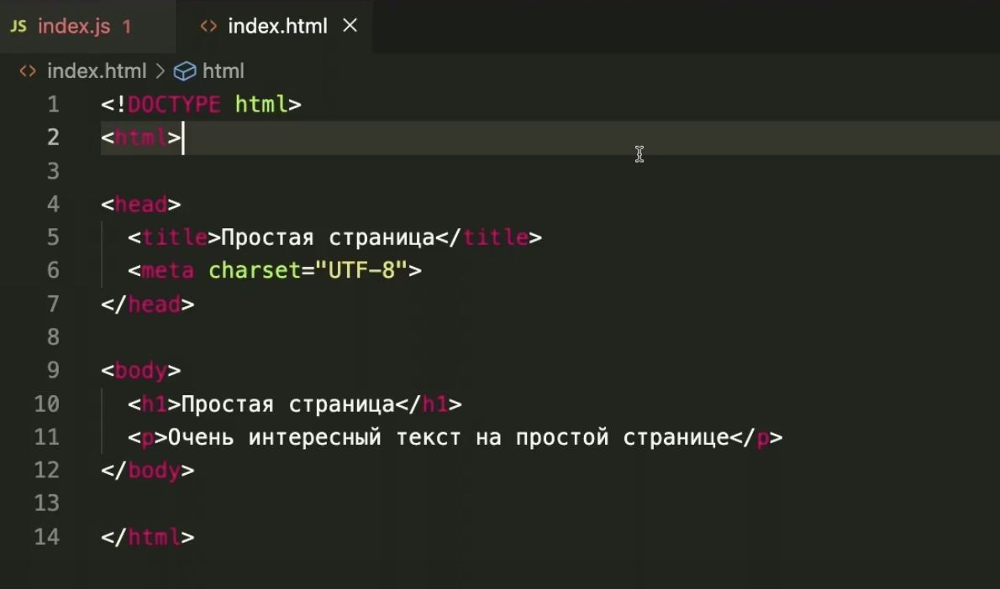 JS index.js 1 <> index.html ×
<> index.html > html
1 <!DOCTYPE html>
2 <html>
3
4 <head>
5 <title>Простая страница</title>
6 <meta charset="UTF-8">
7 </head>
8
9 <body>
10 <h1>Простая страница</h1>
11 <p>Очень интересный текст на простой странице</p>
12 </body>
13
14 </html>